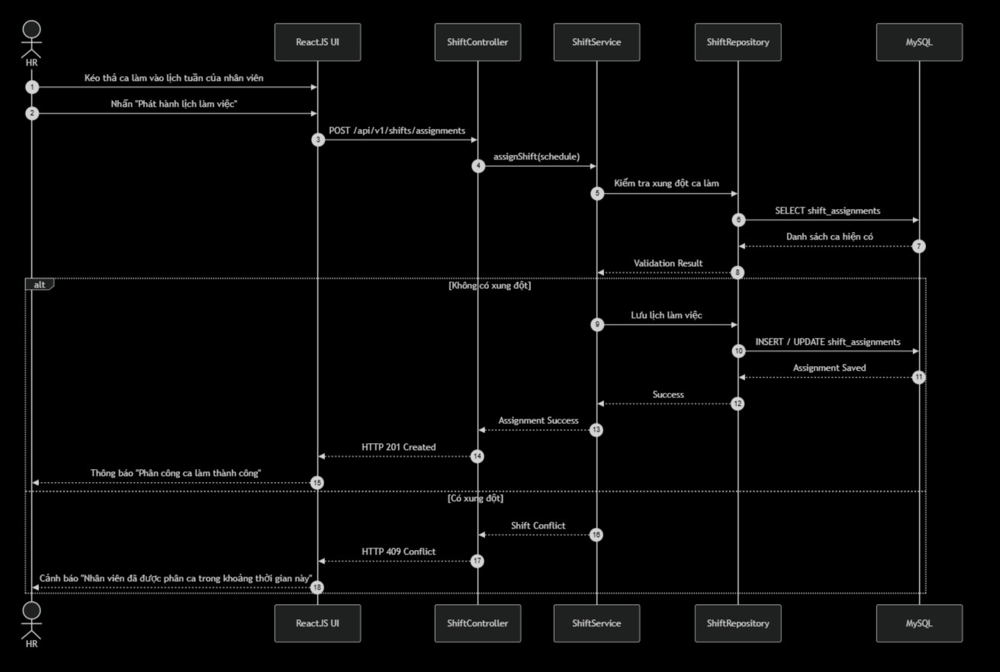 HR
ReactJS UI
ShiftController
ShiftService
ShiftRepository
MySQL
1
Kéo thả ca làm vào lịch tuần của nhân viên
2
Nhấn "Phát hành lịch làm việc"
3
POST /api/v1/shifts/assignments
4
assignShift(schedule)
5
Kiểm tra xung đột ca làm
6
SELECT shift_assignments
7
Danh sách ca hiện có
8
Validation Result
alt
[Không có xung đột]
9
Lưu lịch làm việc
10
INSERT / UPDATE shift_assignments
11
Assignment Saved
12
Success
13
Assignment Success
14
HTTP 201 Created
15
Thông báo "Phân công ca làm thành công"
[Có xung đột]
16
Shift Conflict
17
HTTP 409 Conflict
18
Cảnh báo "Nhân viên đã được phân ca trong khoảng thời gian này"
HR
ReactJS UI
ShiftController
ShiftService
ShiftRepository
MySQL